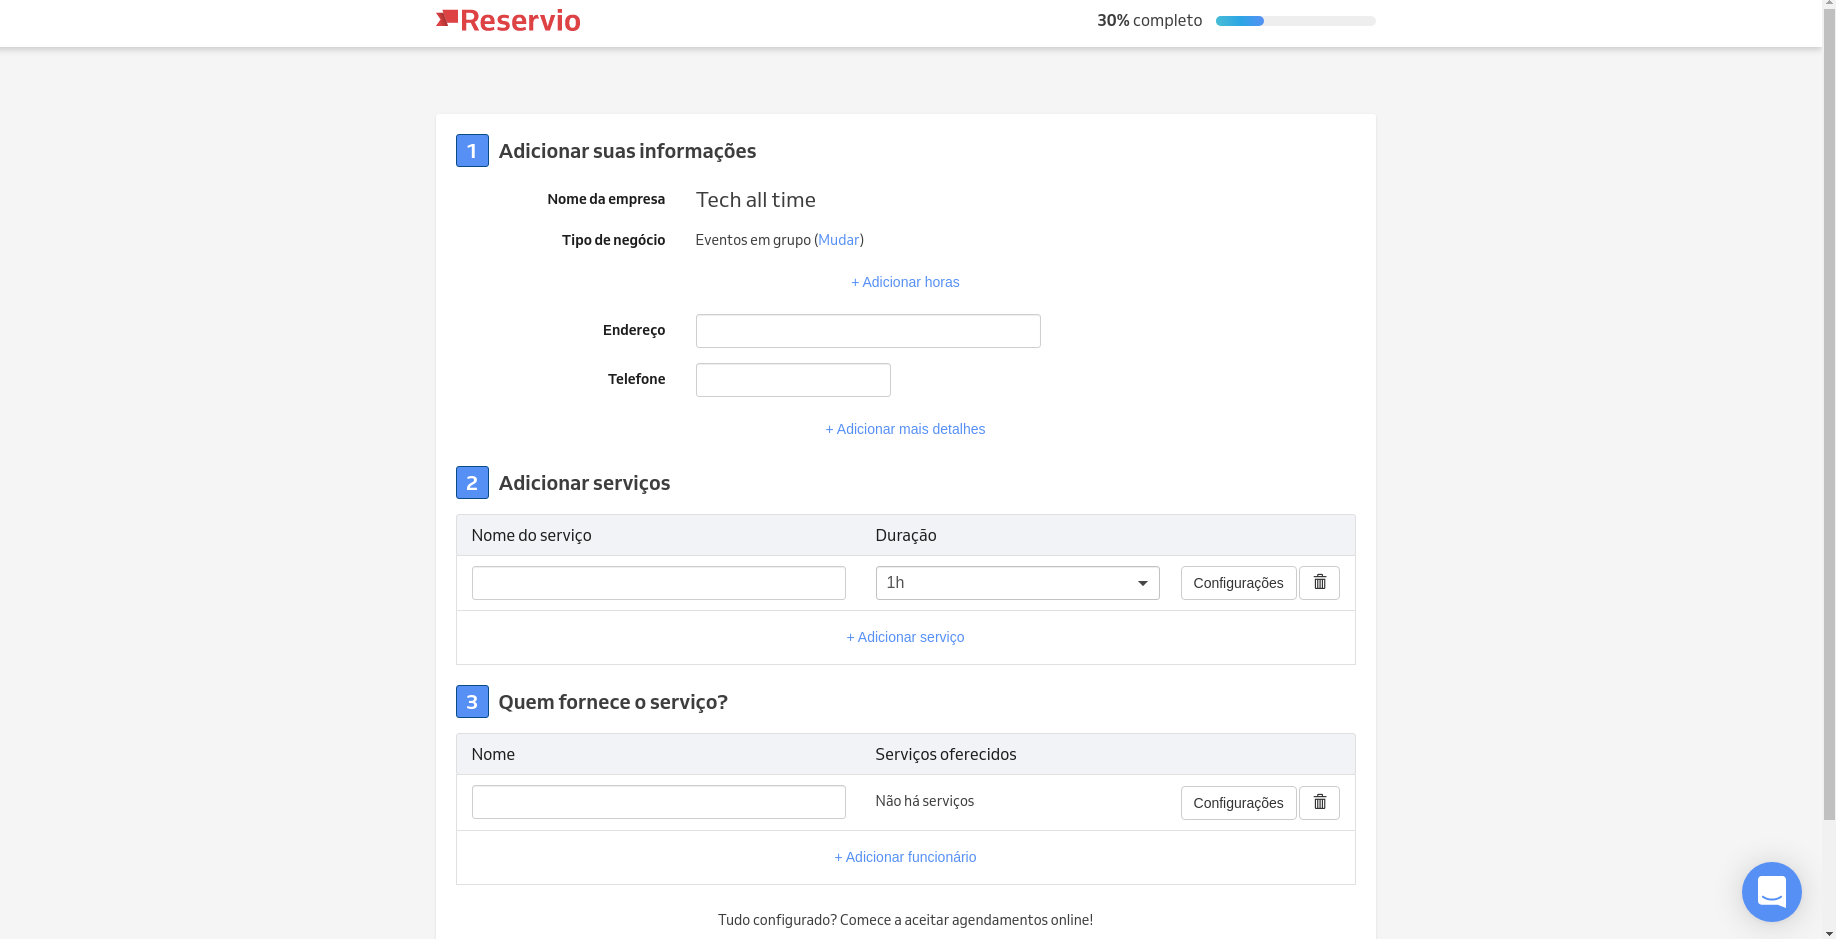 Reservio
30% completo
1 Adicionar suas informações
Nome da empresa Tech all time
Tipo de negócio Eventos em grupo (Mudar)
+ Adicionar horas
Endereço
Telefone
+ Adicionar mais detalhes
2 Adicionar serviços
Nome do serviço Duração
1h Configurações
+ Adicionar serviço
3 Quem fornece o serviço?
Nome Serviços oferecidos
Não há serviços Configurações
+ Adicionar funcionário
Tudo configurado? Comece a aceitar agendamentos online!